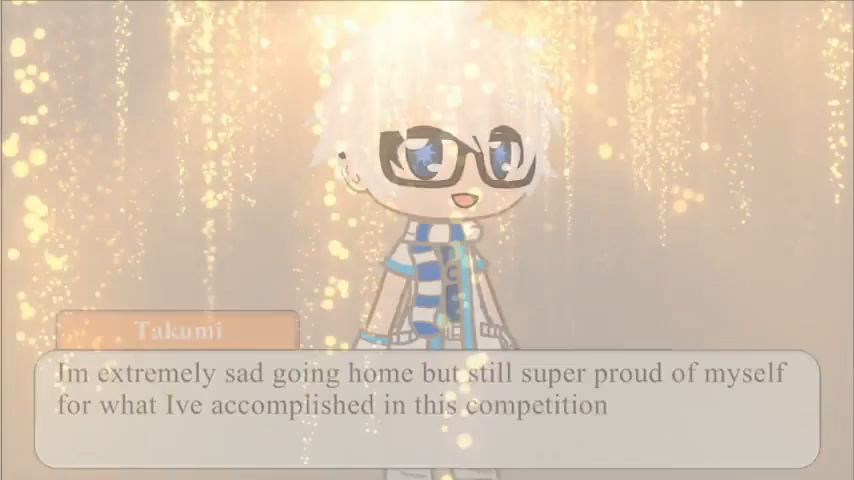 Takumi
Im extremely sad going home but still super proud of myself
for what Ive accomplished in this competition